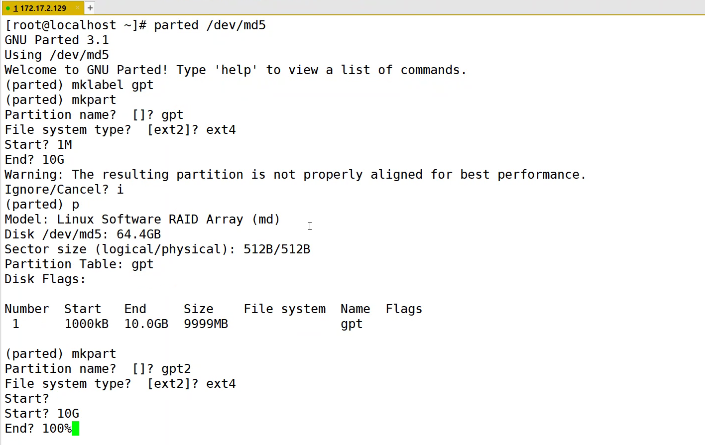 1 172.17.2.129 × +
[root@localhost ~]# parted /dev/md5
GNU Parted 3.1
Using /dev/md5
Welcome to GNU Parted! Type 'help' to view a list of commands.
(parted) mklabel gpt
(parted) mkpart
Partition name?  []? gpt
File system type?  [ext2]? ext4
Start? 1M
End? 10G
Warning: The resulting partition is not properly aligned for best performance.
Ignore/Cancel? i
(parted) p
Model: Linux Software RAID Array (md)
Disk /dev/md5: 64.4GB
Sector size (logical/physical): 512B/512B
Partition Table: gpt
Disk Flags:
Number  Start   End     Size    File system  Name  Flags
 1      1000kB  10.0GB  9999MB               gpt
(parted) mkpart
Partition name?  []? gpt2
File system type?  [ext2]? ext4
Start?
Start? 10G
End? 100%